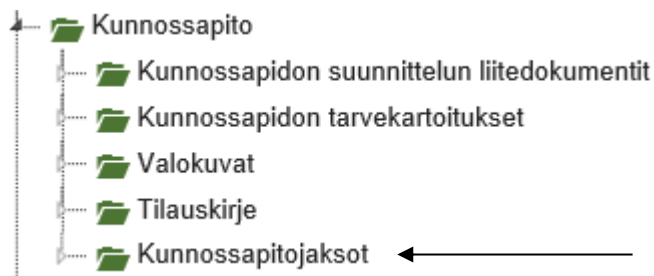 Kunnossapito
Kunnossapidon suunnittelun liitedokumentit
Kunnossapidon tarvekartoitukset
Valokuvat
Tilauskirje
Kunnossapitojaksot